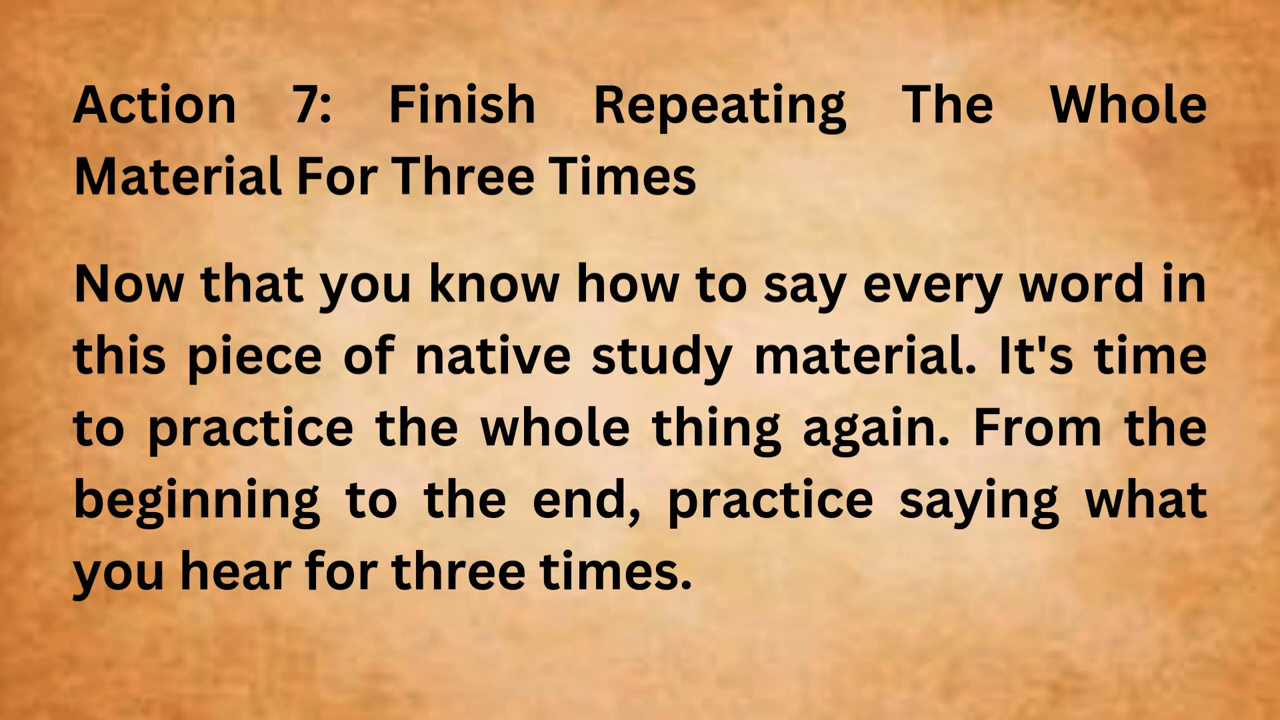 Action 7: Finish Repeating The Whole
Material For Three Times
Now that you know how to say every word in
this piece of native study material. It's time
to practice the whole thing again. From the
beginning to the end, practice saying what
you hear for three times.